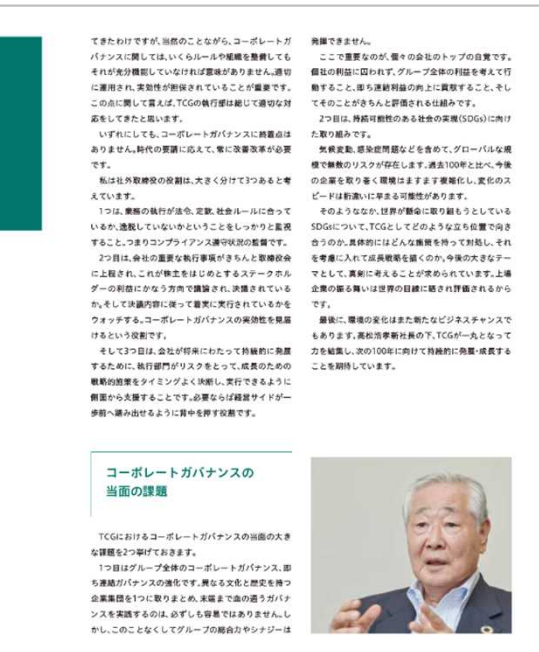 てきたわけですが、当然のことながら、コーポレートガ
バナンスに関しては、いくらルールや組織を整備しても
それが充分機能していなければ意味がありません。適切
に運用され、実効性が担保されていることが重要です。
この点に関して言えば、TCGの執行部は総じて適切な対
応をしてきたと思います。
いずれにしても、コーポレートガバナンスに終着点は
ありません。時代の要請に応えて、常に改善改革が必要
です。
私は社外取締役の役割は、大きく分けて3つあると考
えています。
1つは、業務の執行が法令、定款、社会ルールに合って
いるか、逸脱していないかということをしっかりと監視
すること。つまりコンプライアンス遵守状況の監督です。
2つ目は、会社の重要な執行事項がきちんと取締役会
に上程され、これが株主をはじめとするステークホル
ダーの利益にかなう方向で議論され、決議されている
か。そして決議内容に従って着実に実行されているかを
ウォッチする。コーポレートガバナンスの実効性を見届
けるという役割です。
そして3つ目は、会社が将来にわたって持続的に発展
するために、執行部門がリスクをとって、成長のための
戦略的施策をタイミングよく決断し、実行できるように
側面から支援することです。必要ならば経営サイドが一
歩前へ踏み出せるように背中を押す役割です。
コーポレートガバナンスの
当面の課題
TCGにおけるコーポレートガバナンスの当面の大き
な課題を2つ挙げておきます。
1つ目はグループ全体のコーポレートガバナンス、即
ち連結ガバナンスの強化です。異なる文化と歴史を持つ
企業集団を1つに取りまとめ、末端まで血の通うガバナ
ンスを実践するのは、必ずしも容易ではありません。し
かし、このことなくしてグループの総合力やシナジーは
発揮できません。
ここで重要なのが、個々の会社のトップの自覚です。
個社の利益に囚われず、グループ全体の利益を考えて行
動すること、即ち連結利益の向上に貢献すること、そし
てそのことがきちんと評価される仕組みです。
2つ目は、持続可能性のある社会の実現(SDGs)に向け
た取り組みです。
気候変動、感染症問題などを含めて、グローバルな規
模で無数のリスクが存在します。過去100年と比べ、今後
の企業を取り巻く環境はますます複雑化し、変化のス
ピードは桁違いに早まる可能性があります。
そのようななか、世界が懸命に取り組もうとしている
SDGsについて、TCGとしてどのような立ち位置で向き
合うのか。具体的にはどんな施策を持って対処し、それ
を考慮に入れて成長戦略を描くのか。今後の大きなテー
マとして、真剣に考えることが求められています。上場
企業の振る舞いは世界の目線に晒され評価されるから
です。
最後に、環境の変化はまた新たなビジネスチャンスで
もあります。高松浩孝新社長の下、TCGが一丸となって
力を結集し、次の100年に向けて持続的に発展・成長する
ことを期待しています。